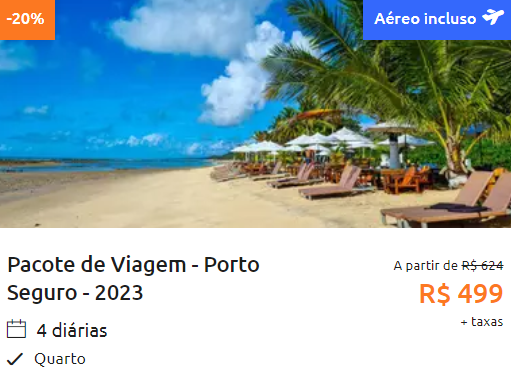 -20%
Aéreo incluso
Pacote de Viagem - Porto
Seguro - 2023
A partir de R$ 624
R$ 499
+ taxas
4 diárias
Quarto